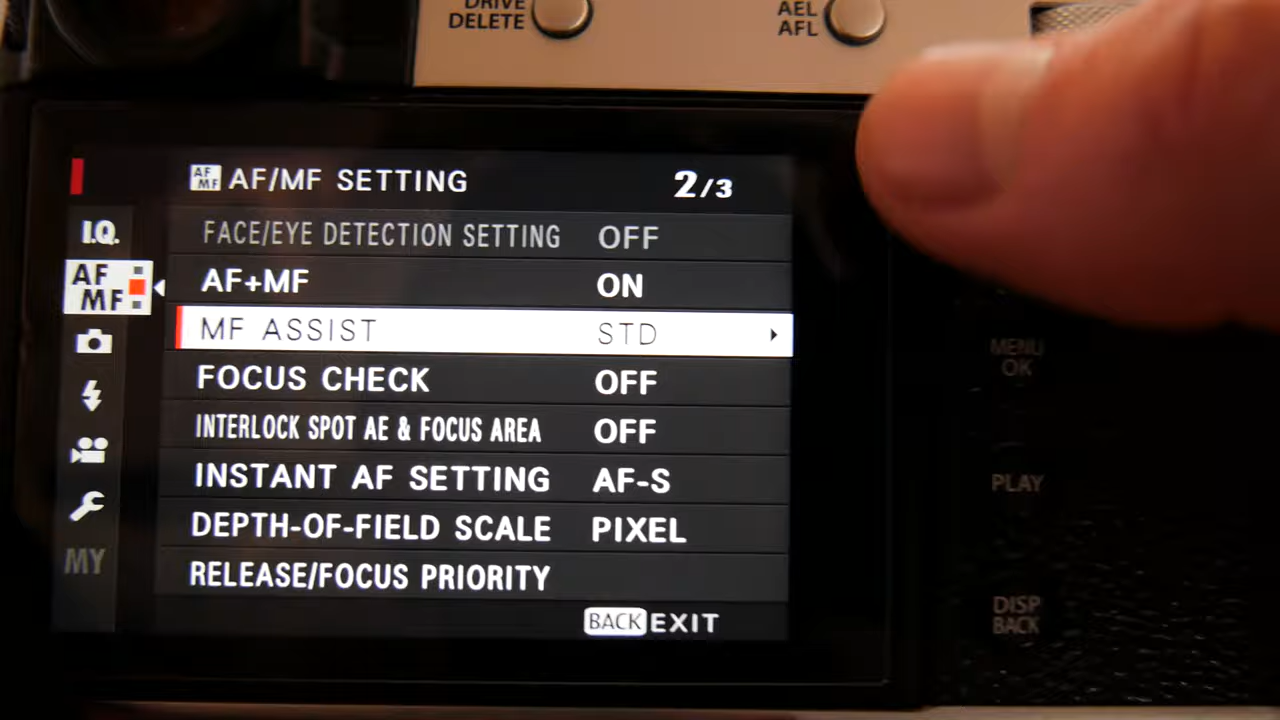 DRIVE
DELETE
AEL
AFL
AF MF AF/MF SETTING 2/3
I.Q.
AF
MF
MY
FACE/EYE DETECTION SETTING OFF
AF+MF ON
MF ASSIST STD
FOCUS CHECK OFF
INTERLOCK SPOT AE & FOCUS AREA OFF
INSTANT AF SETTING AF-S
DEPTH-OF-FIELD SCALE PIXEL
RELEASE/FOCUS PRIORITY
BACK EXIT
MENU
OK
PLAY
DISP
BACK